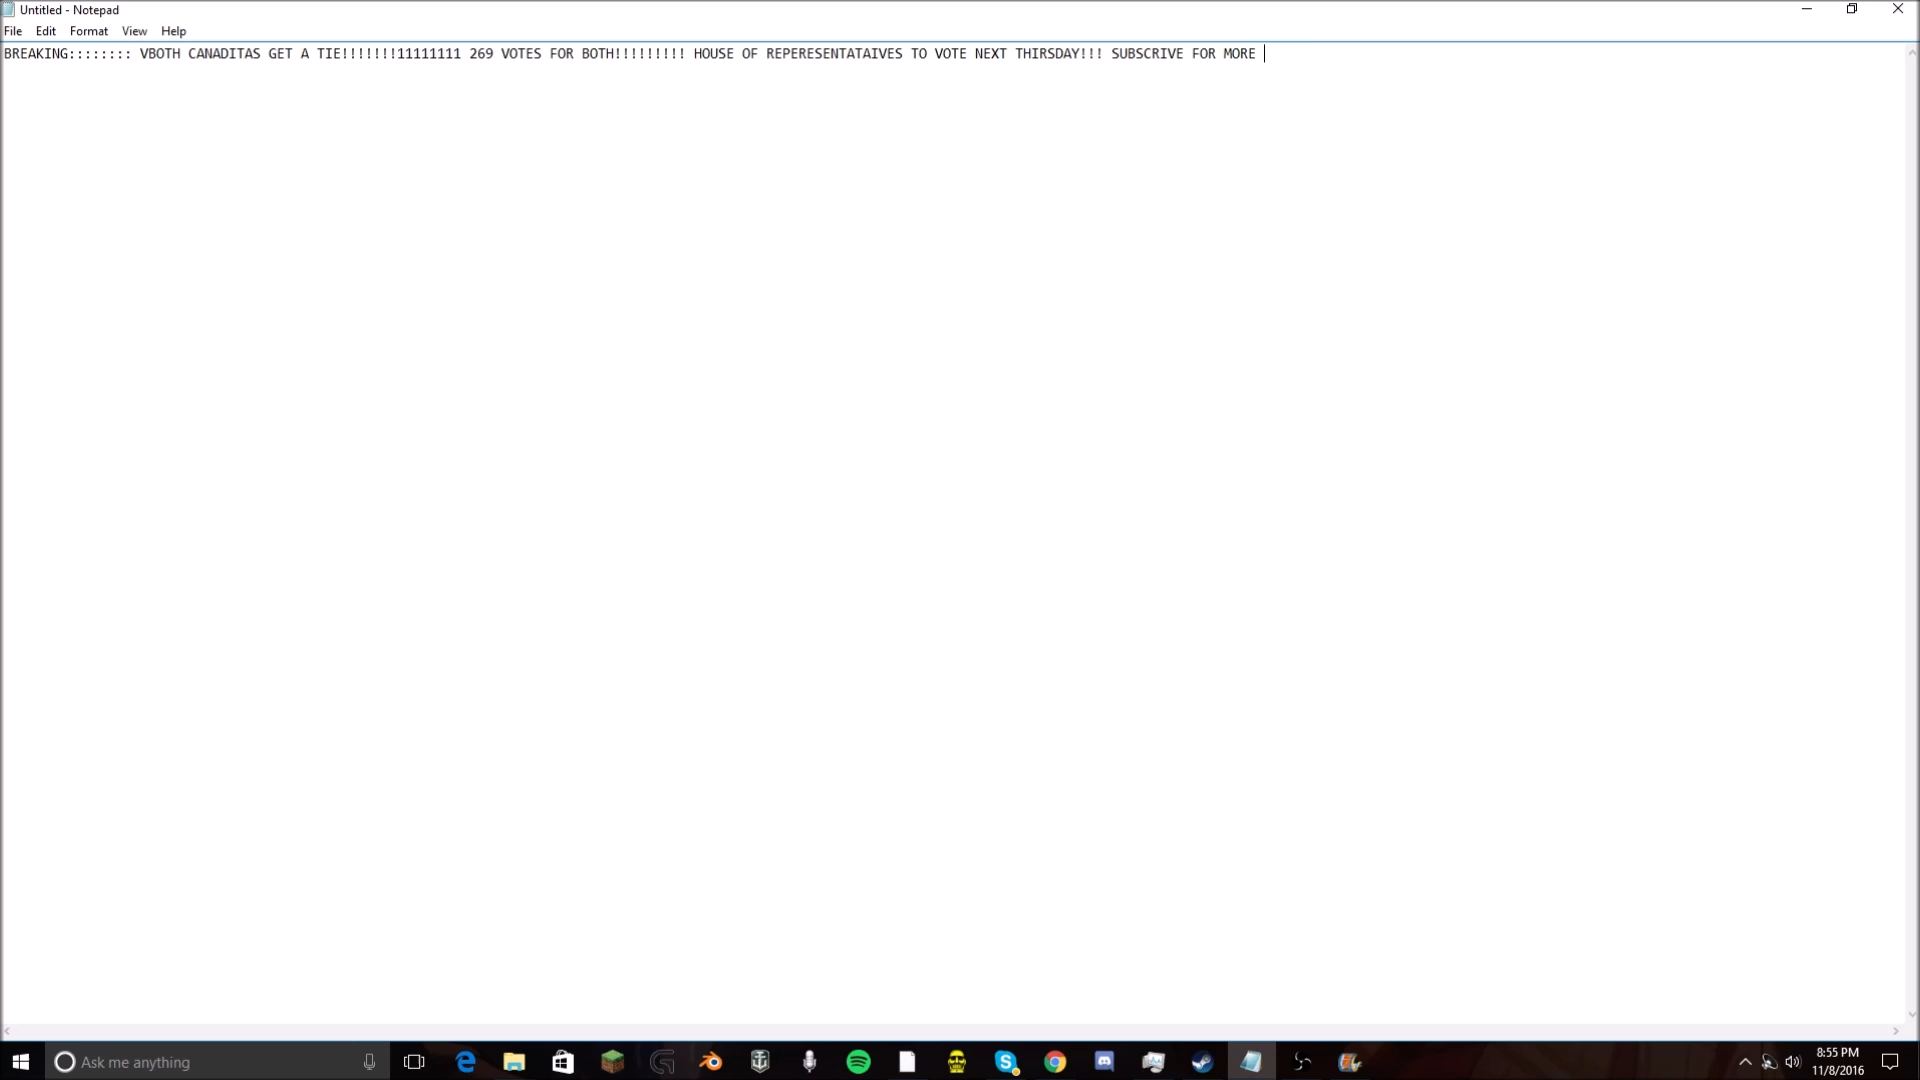 Untitled - Notepad
File Edit Format View Help
BREAKING:::::::: VBOTH CANADITAS GET A TIE!!!!!!!11111111 269 VOTES FOR BOTH!!!!!!!!! HOUSE OF REPERESENTATAIVES TO VOTE NEXT THIRSDAY!!! SUBSCRIVE FOR MORE
Ask me anything
8:55 PM
11/8/2016